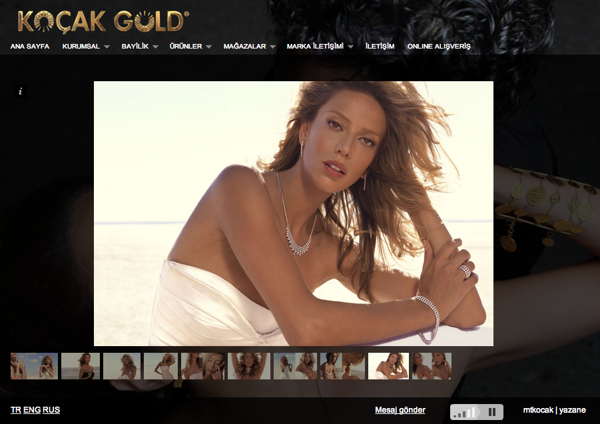 KOÇAK GOLD®
ANA SAYFA KURUMSAL BAYİLİK ÜRÜNLER MAĞAZALAR MARKA İLETİŞİMİ İLETİŞİM ONLINE ALIŞVERİŞ
i
TR ENG RUS Mesaj gönder mtkocak | yazane